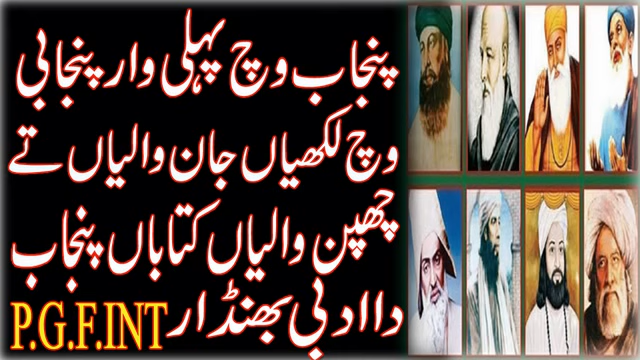 پنجاب وچ پہلی وار پنجابی
وچ لکھیاں جان والیاں تے
چھپن والیاں کتاباں پنجاب
دا ادبی بھنڈار P.G.F.INT